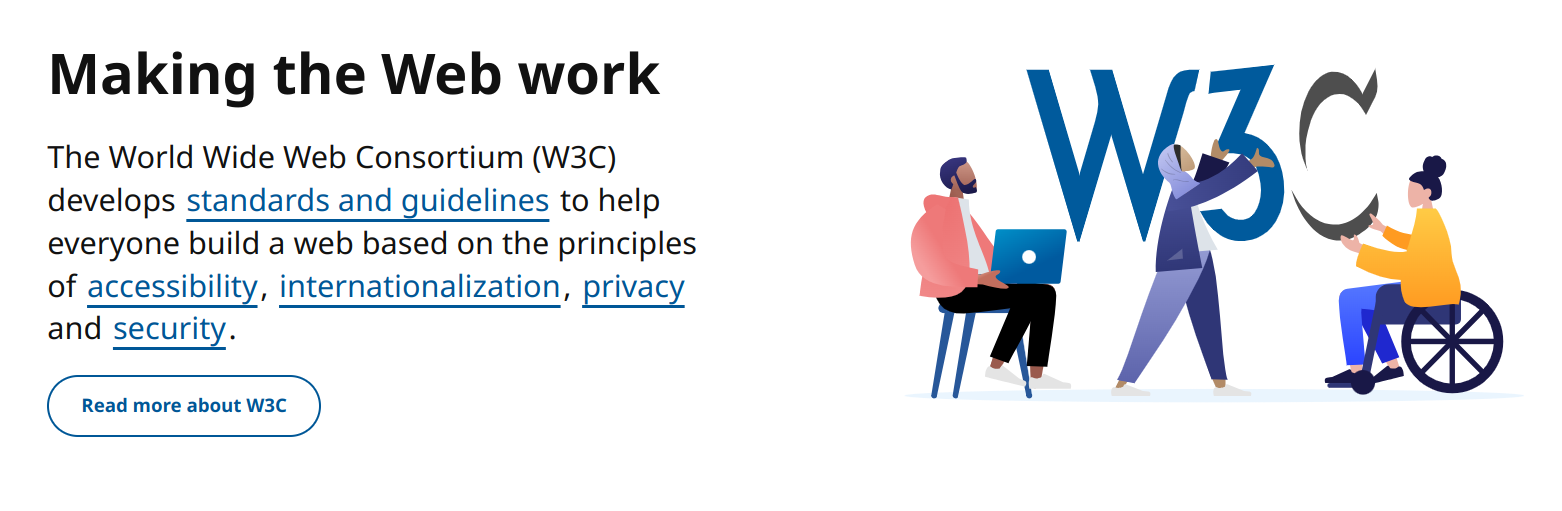 Making the Web work
The World Wide Web Consortium (W3C)
develops standards and guidelines to help
everyone build a web based on the principles
of accessibility, internationalization, privacy
and security.
Read more about W3C
W3C